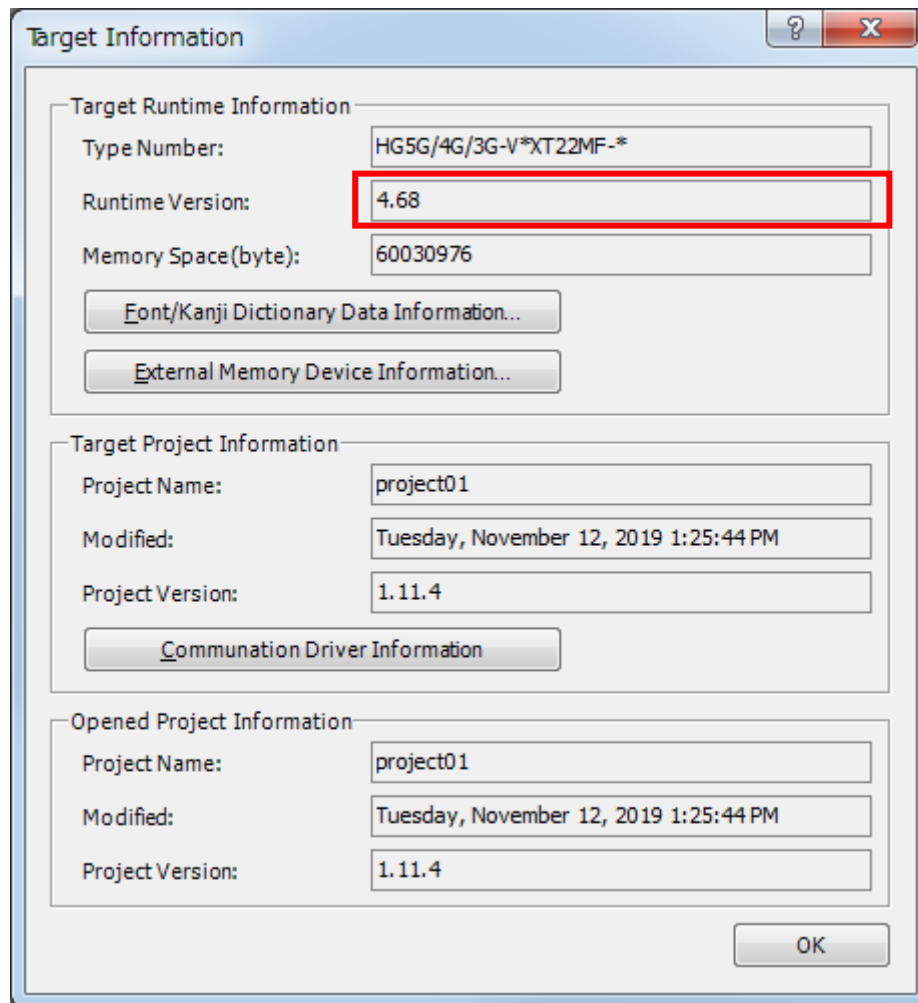 Target Information
Target Runtime Information
Type Number: HG5G/4G/3G-V*XT22MF-*
Runtime Version: 4.68
Memory Space(byte): 60030976
Font/Kanji Dictionary Data Information...
External Memory Device Information...
Target Project Information
Project Name: project01
Modified: Tuesday, November 12, 2019 1:25:44 PM
Project Version: 1.11.4
Communation Driver Information
Opened Project Information
Project Name: project01
Modified: Tuesday, November 12, 2019 1:25:44 PM
Project Version: 1.11.4
OK